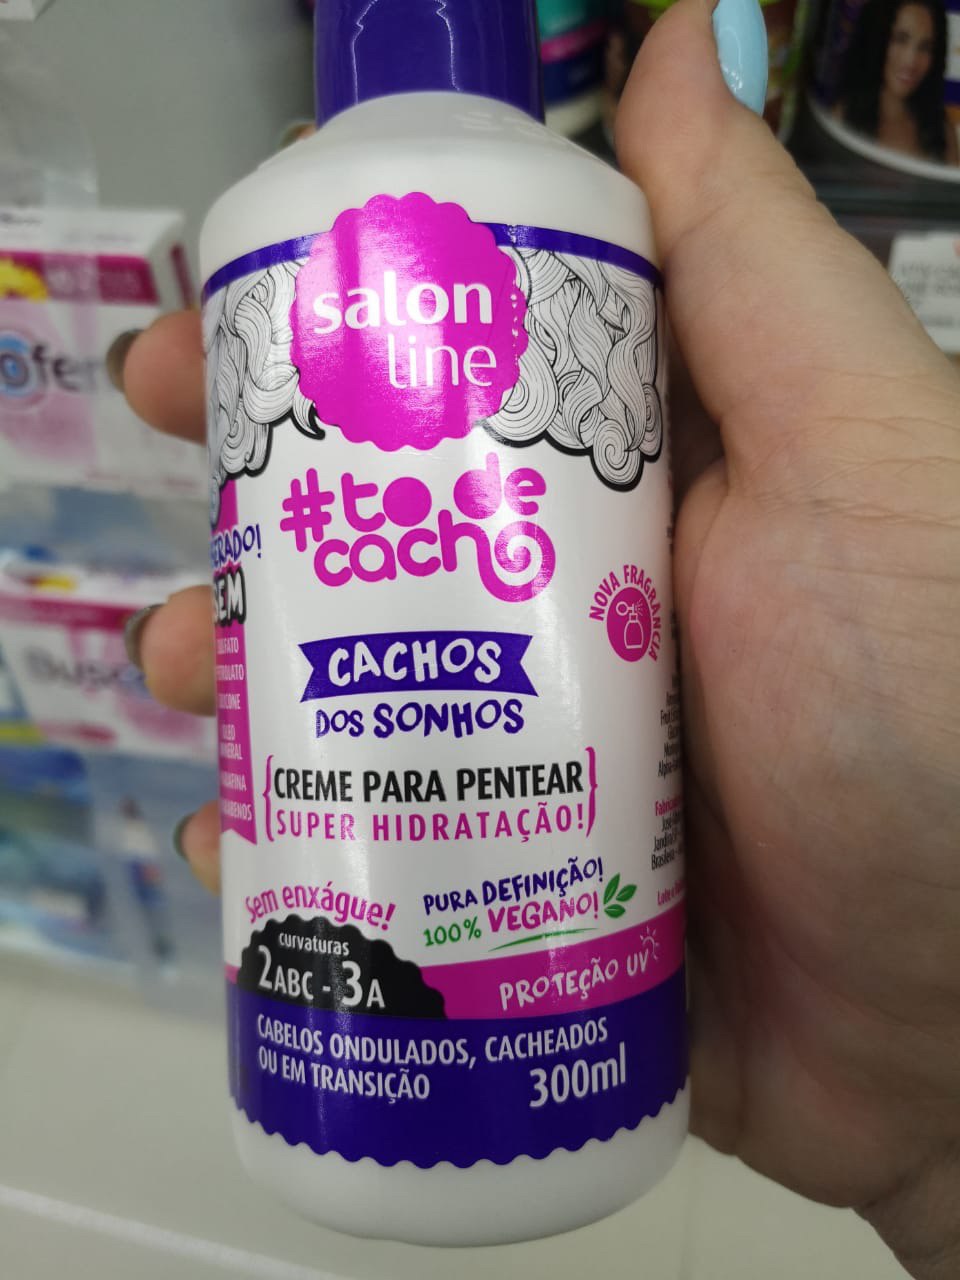 salon
line
#to de
cacho
NOVA FRAGRÂNCIA
SEM
CACHOS
DOS SONHOS
CREME PARA PENTEAR
SUPER HIDRATAÇÃO!
Sem enxágue!
PURA DEFINIÇÃO!
100% VEGANO!
curvaturas
2ABC - 3A
PROTEÇÃO UV
CABELOS ONDULADOS, CACHEADOS
OU EM TRANSIÇÃO
300ml